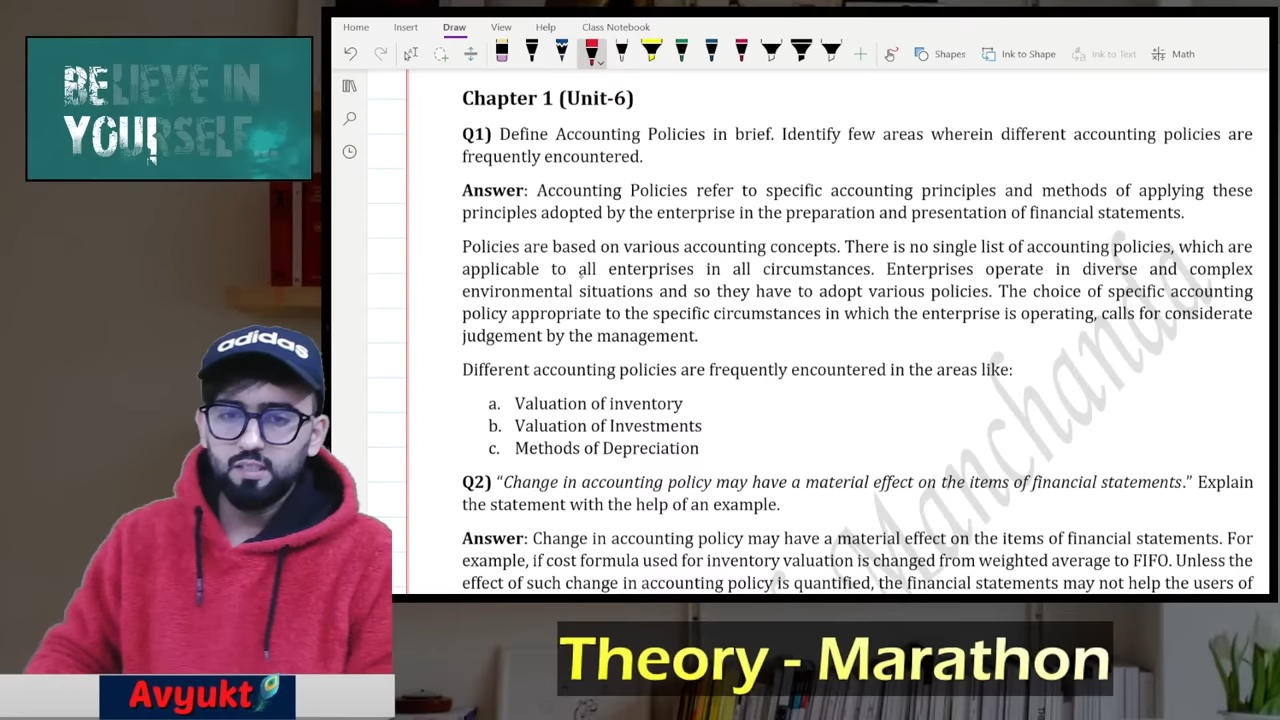 BELIEVE IN
YOURSELF
Home Insert Draw View Help Class Notebook
Shapes Ink to Shape Ink to Text Math
Chapter 1 (Unit-6)
Q1) Define Accounting Policies in brief. Identify few areas wherein different accounting policies are
frequently encountered.
Answer: Accounting Policies refer to specific accounting principles and methods of applying these
principles adopted by the enterprise in the preparation and presentation of financial statements.
Policies are based on various accounting concepts. There is no single list of accounting policies, which are
applicable to all enterprises in all circumstances. Enterprises operate in diverse and complex
environmental situations and so they have to adopt various policies. The choice of specific accounting
policy appropriate to the specific circumstances in which the enterprise is operating, calls for considerate
judgement by the management.
Different accounting policies are frequently encountered in the areas like:
a. Valuation of inventory
b. Valuation of Investments
c. Methods of Depreciation
Q2) “Change in accounting policy may have a material effect on the items of financial statements.” Explain
the statement with the help of an example.
Answer: Change in accounting policy may have a material effect on the items of financial statements. For
example, if cost formula used for inventory valuation is changed from weighted average to FIFO. Unless the
effect of such change in accounting policy is quantified, the financial statements may not help the users of
Manchanda
adidas
Theory - Marathon
Avyukt